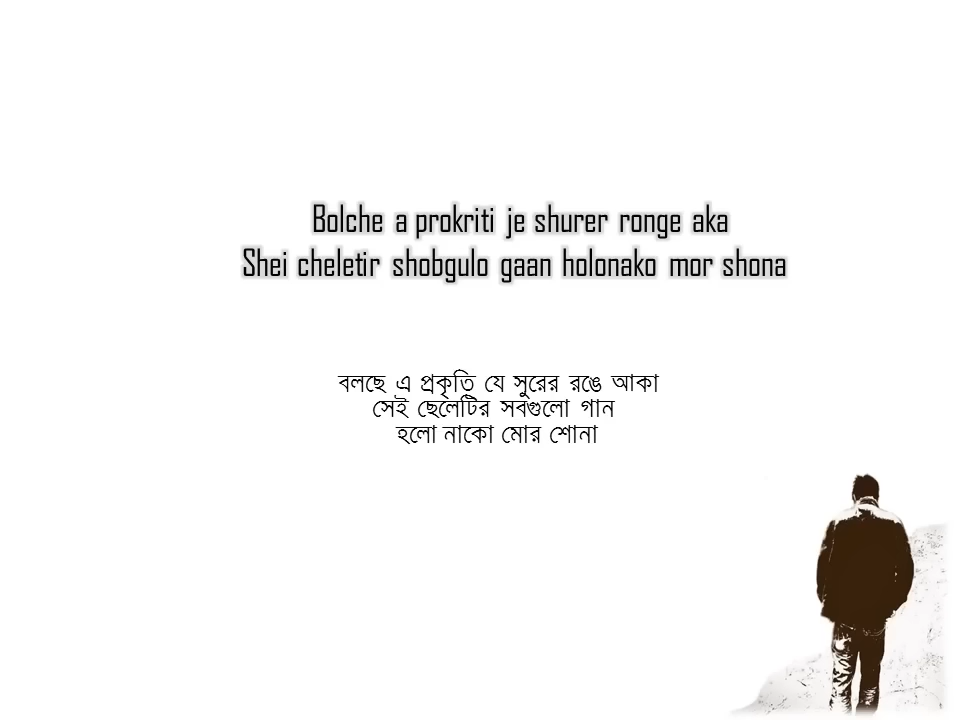 Bolche a prokriti je shurer ronge aka
Shei cheletir shobgulo gaan holonako mor shona
বলছে এ প্রকৃতি যে সুরের রঙে আকা
সেই ছেলেটির সবগুলো গান
হলো নাকো মোর শোনা